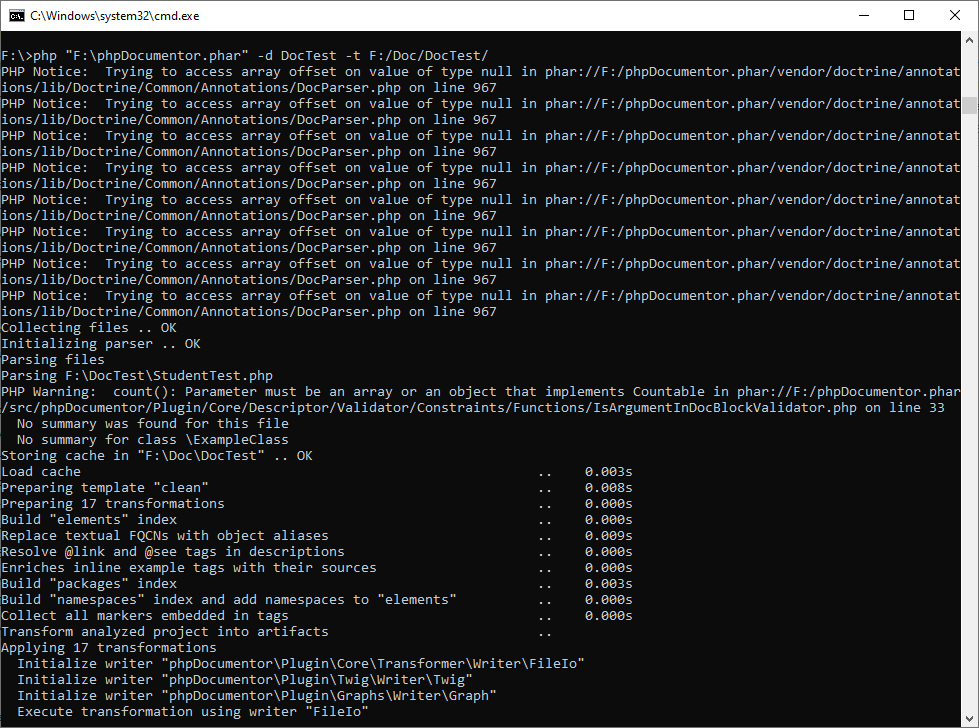 C:\Windows\system32\cmd.exe
F:\>php "F:\phpDocumentor.phar" -d DocTest -t F:/Doc/DocTest/
PHP Notice:  Trying to access array offset on value of type null in phar://F:/phpDocumentor.phar/vendor/doctrine/annotat
ions/lib/Doctrine/Common/Annotations/DocParser.php on line 967
PHP Notice:  Trying to access array offset on value of type null in phar://F:/phpDocumentor.phar/vendor/doctrine/annotat
ions/lib/Doctrine/Common/Annotations/DocParser.php on line 967
PHP Notice:  Trying to access array offset on value of type null in phar://F:/phpDocumentor.phar/vendor/doctrine/annotat
ions/lib/Doctrine/Common/Annotations/DocParser.php on line 967
PHP Notice:  Trying to access array offset on value of type null in phar://F:/phpDocumentor.phar/vendor/doctrine/annotat
ions/lib/Doctrine/Common/Annotations/DocParser.php on line 967
PHP Notice:  Trying to access array offset on value of type null in phar://F:/phpDocumentor.phar/vendor/doctrine/annotat
ions/lib/Doctrine/Common/Annotations/DocParser.php on line 967
PHP Notice:  Trying to access array offset on value of type null in phar://F:/phpDocumentor.phar/vendor/doctrine/annotat
ions/lib/Doctrine/Common/Annotations/DocParser.php on line 967
PHP Notice:  Trying to access array offset on value of type null in phar://F:/phpDocumentor.phar/vendor/doctrine/annotat
ions/lib/Doctrine/Common/Annotations/DocParser.php on line 967
PHP Notice:  Trying to access array offset on value of type null in phar://F:/phpDocumentor.phar/vendor/doctrine/annotat
ions/lib/Doctrine/Common/Annotations/DocParser.php on line 967
Collecting files .. OK
Initializing parser .. OK
Parsing files
Parsing F:\DocTest\StudentTest.php
PHP Warning:  count(): Parameter must be an array or an object that implements Countable in phar://F:/phpDocumentor.phar
/src/phpDocumentor/Plugin/Core/Descriptor/Validator/Constraints/Functions/IsArgumentInDocBlockValidator.php on line 33
  No summary was found for this file
  No summary for class \ExampleClass
Storing cache in "F:\Doc\DocTest" .. OK
Load cache                                                         ..    0.003s
Preparing template "clean"                                         ..    0.008s
Preparing 17 transformations                                       ..    0.000s
Build "elements" index                                             ..    0.000s
Replace textual FQCNs with object aliases                          ..    0.009s
Resolve @link and @see tags in descriptions                        ..    0.000s
Enriches inline example tags with their sources                    ..    0.000s
Build "packages" index                                             ..    0.003s
Build "namespaces" index and add namespaces to "elements"          ..    0.000s
Collect all markers embedded in tags                               ..    0.000s
Transform analyzed project into artifacts                          ..
Applying 17 transformations
  Initialize writer "phpDocumentor\Plugin\Core\Transformer\Writer\FileIo"
  Initialize writer "phpDocumentor\Plugin\Twig\Writer\Twig"
  Initialize writer "phpDocumentor\Plugin\Graphs\Writer\Graph"
  Execute transformation using writer "FileIo"